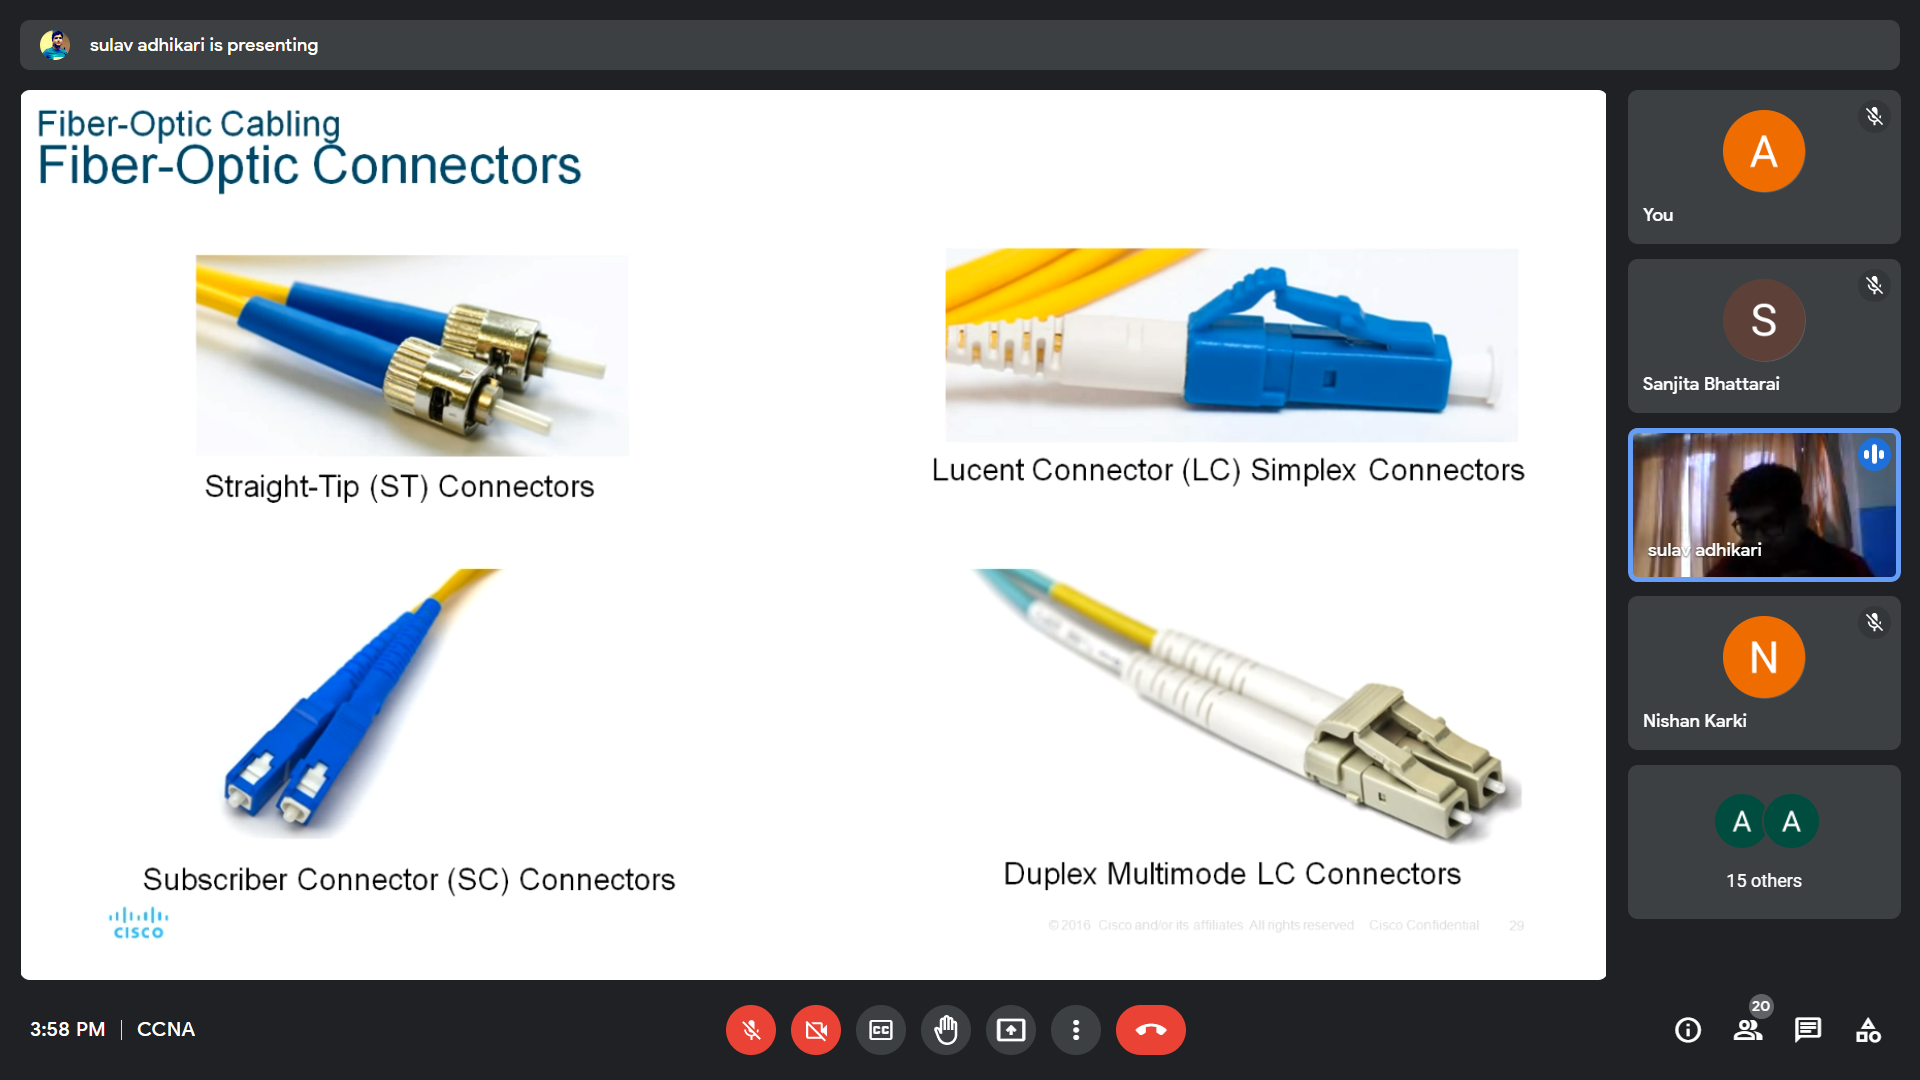 sulav adhikari is presenting
Fiber-Optic Cabling
Fiber-Optic Connectors
Straight-Tip (ST) Connectors
Lucent Connector (LC) Simplex Connectors
Subscriber Connector (SC) Connectors
Duplex Multimode LC Connectors
CISCO
© 2016 Cisco and/or its affiliates. All rights reserved Cisco Confidential 29
A
You
S
Sanjita Bhattarai
sulav adhikari
N
Nishan Karki
A A
15 others
3:58 PM | CCNA
CC
20